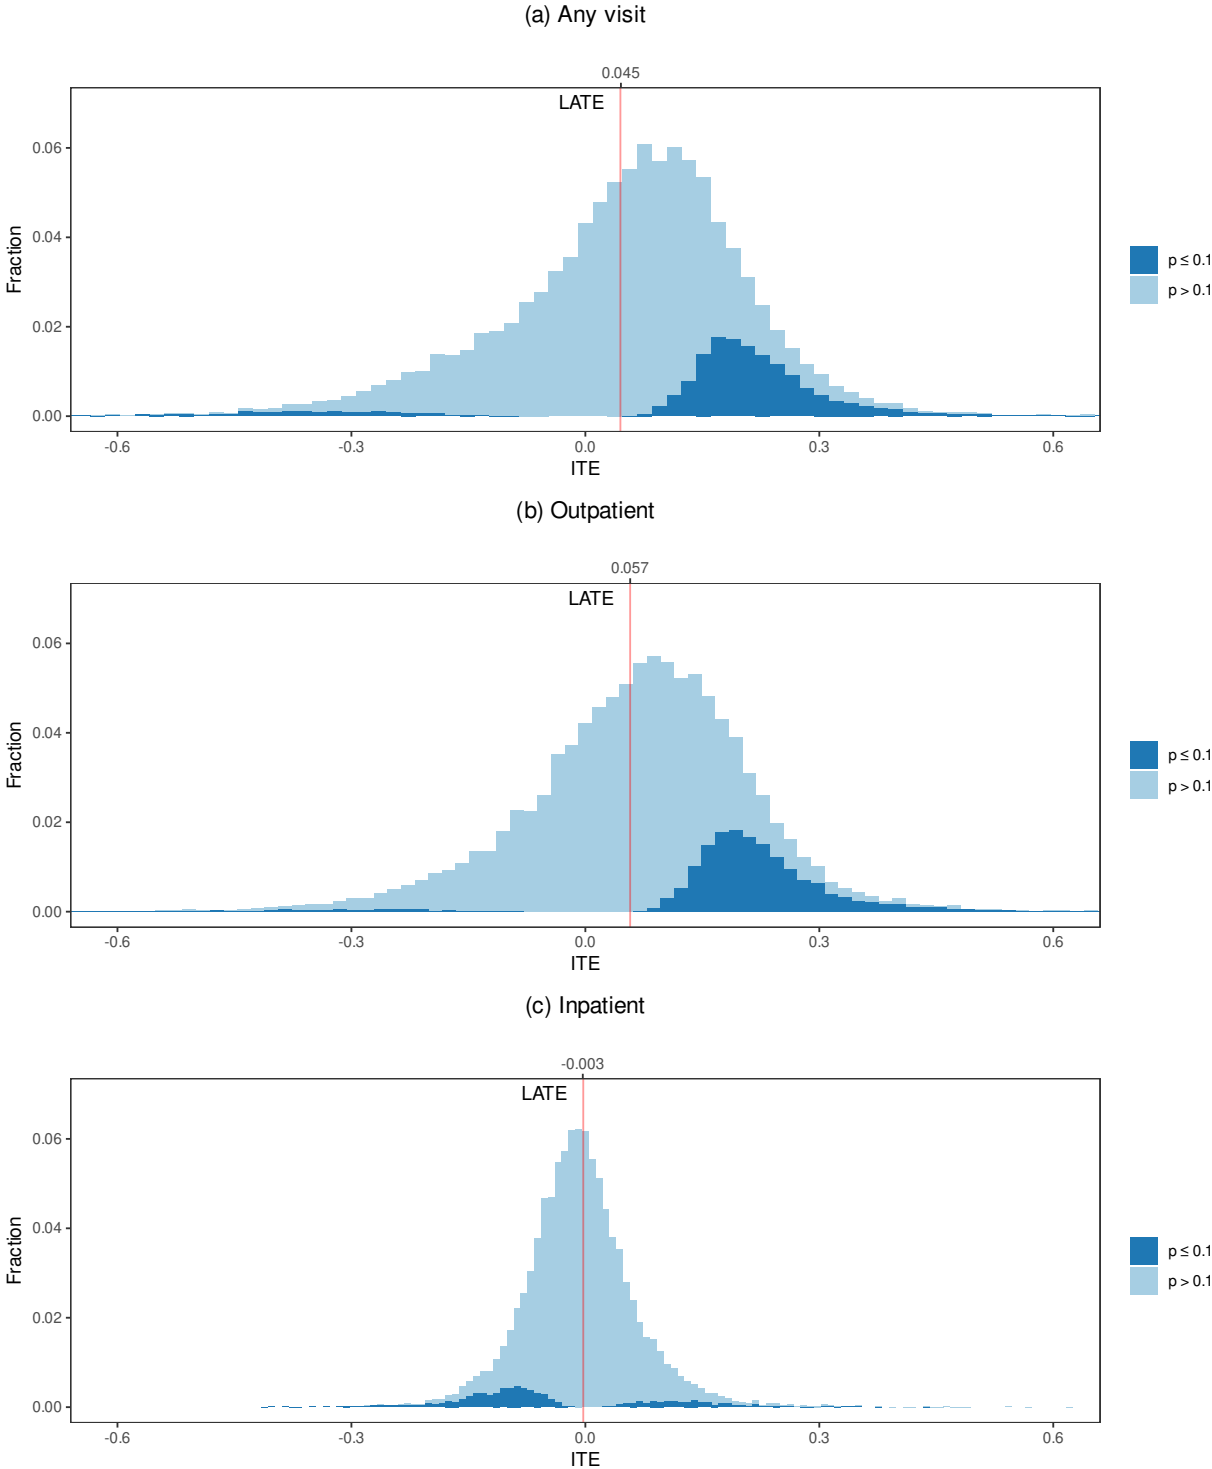 (a) Any visit
0.045
LATE
0.06
0.04
0.02
0.00
Fraction
-0.6 -0.3 0.0 0.3 0.6
ITE
p ≤ 0.1
p > 0.1
(b) Outpatient
0.057
LATE
0.06
0.04
0.02
0.00
Fraction
-0.6 -0.3 0.0 0.3 0.6
ITE
p ≤ 0.1
p > 0.1
(c) Inpatient
-0.003
LATE
0.06
0.04
0.02
0.00
Fraction
-0.6 -0.3 0.0 0.3 0.6
ITE
p ≤ 0.1
p > 0.1